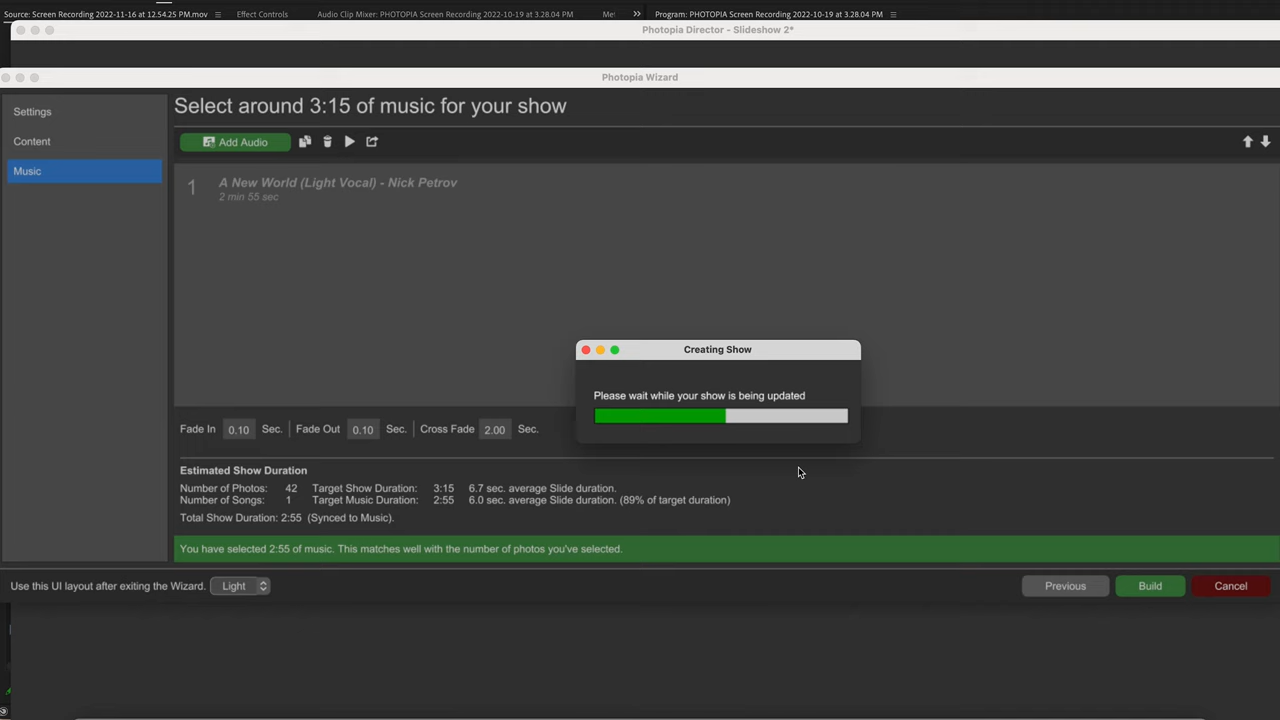 Source: Screen Recording 2022-11-16 at 12.54.25 PM.mov
Effect Controls
Audio Clip Mixer: PHOTOPIA Screen Recording 2022-10-19 at 3.28.04 PM
Me
Program: PHOTOPIA Screen Recording 2022-10-19 at 3.28.04 PM
Photopia Director - Slideshow 2*
Photopia Wizard
Settings
Content
Music
Select around 3:15 of music for your show
Add Audio
1
A New World (Light Vocal) - Nick Petrov
2 min 55 sec
Creating Show
Please wait while your show is being updated
Fade In 0.10 Sec. Fade Out 0.10 Sec. Cross Fade 2.00 Sec.
Estimated Show Duration
Number of Photos: 42 Target Show Duration: 3:15 6.7 sec. average Slide duration.
Number of Songs: 1 Target Music Duration: 2:55 6.0 sec. average Slide duration. (89% of target duration)
Total Show Duration: 2:55 (Synced to Music).
You have selected 2:55 of music. This matches well with the number of photos you've selected.
Use this UI layout after exiting the Wizard. Light
Previous
Build
Cancel